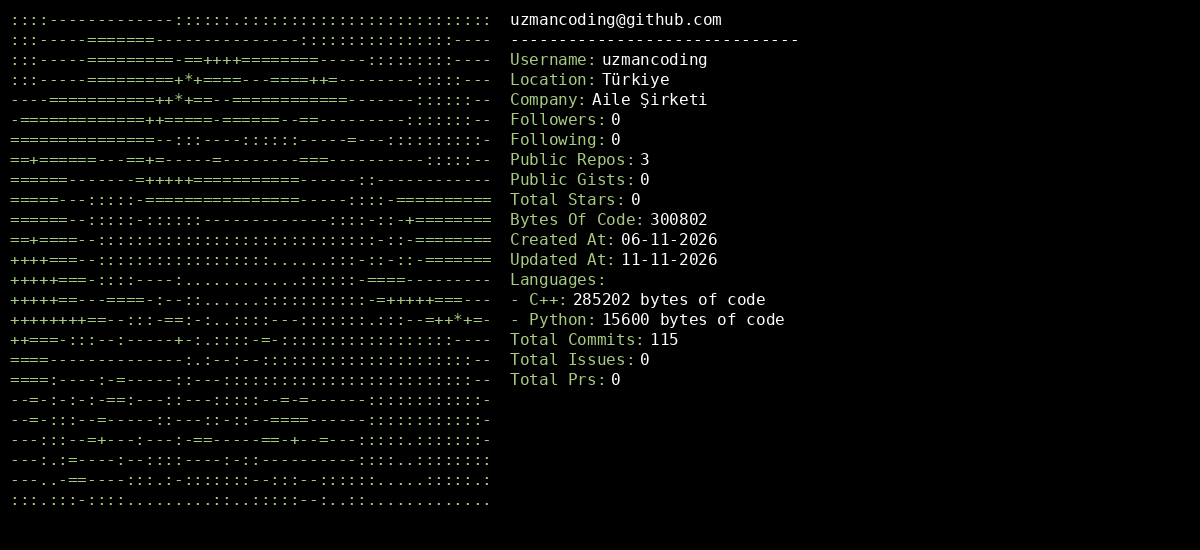 uzmancoding@github.com
------------------------------
Username: uzmancoding
Location: Türkiye
Company: Aile Şirketi
Followers: 0
Following: 0
Public Repos: 3
Public Gists: 0
Total Stars: 0
Bytes Of Code: 300802
Created At: 06-11-2026
Updated At: 11-11-2026
Languages:
- C++: 285202 bytes of code
- Python: 15600 bytes of code
Total Commits: 115
Total Issues: 0
Total Prs: 0